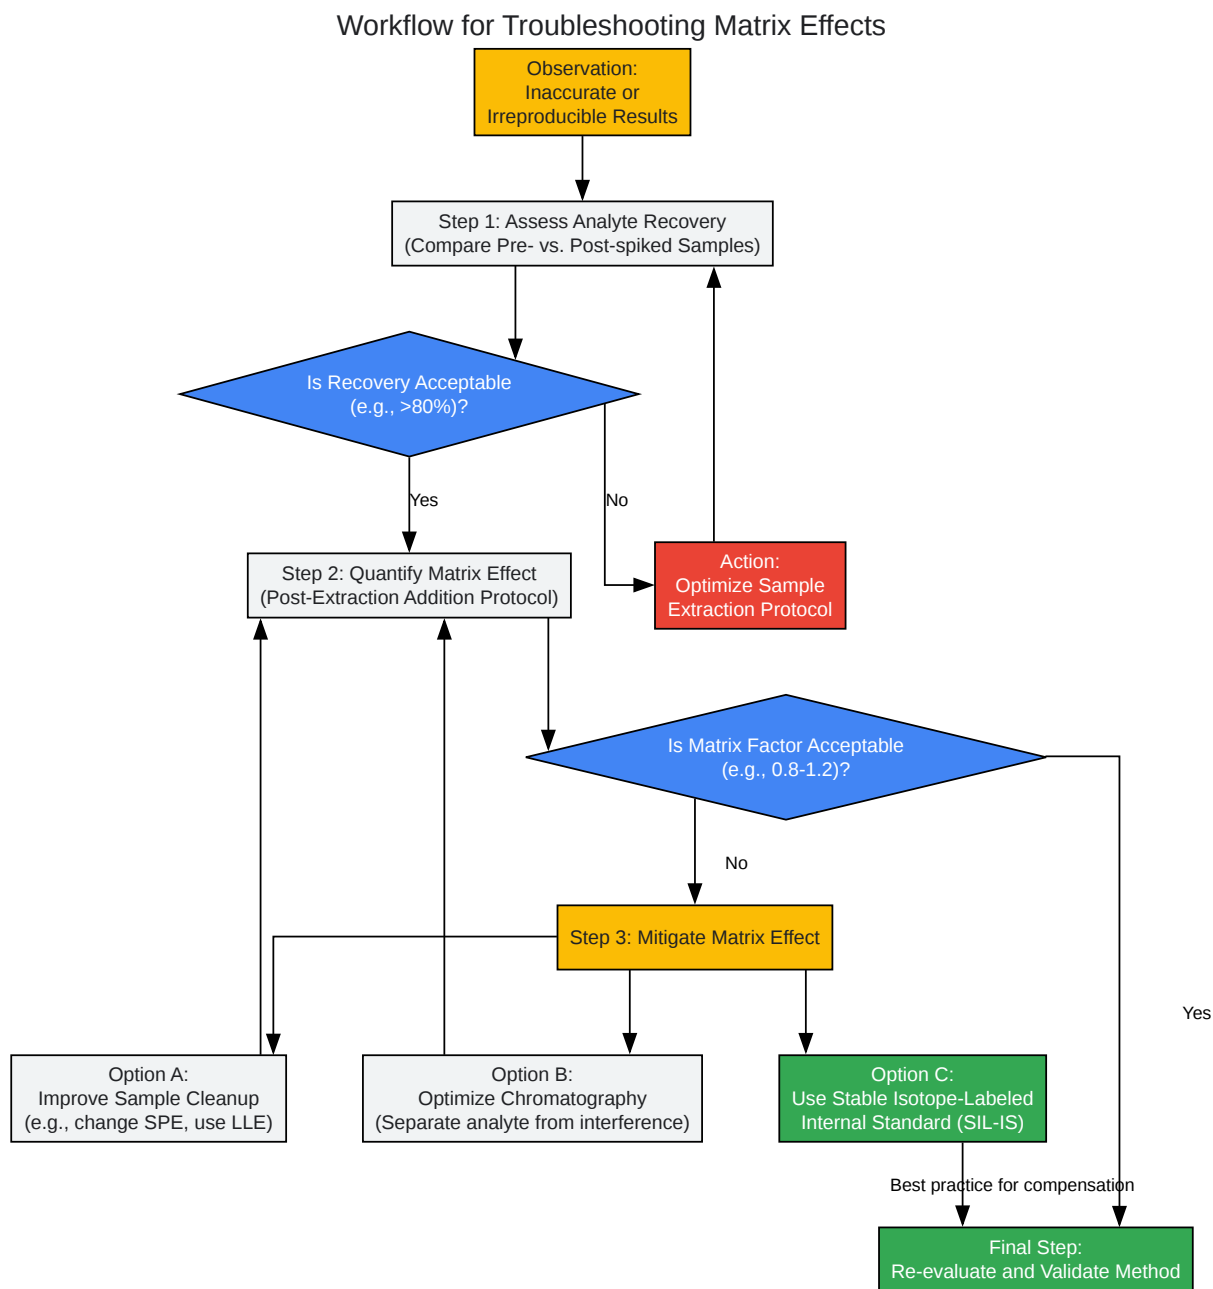 Workflow for Troubleshooting Matrix Effects
Observation:
Inaccurate or
Irreproducible Results
Step 1: Assess Analyte Recovery
(Compare Pre- vs. Post-spiked Samples)
Is Recovery Acceptable
(e.g., >80%)?
Yes
No
Step 2: Quantify Matrix Effect
(Post-Extraction Addition Protocol)
Action:
Optimize Sample
Extraction Protocol
Is Matrix Factor Acceptable
(e.g., 0.8-1.2)?
No
Step 3: Mitigate Matrix Effect
Yes
Option A:
Improve Sample Cleanup
(e.g., change SPE, use LLE)
Option B:
Optimize Chromatography
(Separate analyte from interference)
Option C:
Use Stable Isotope-Labeled
Internal Standard (SIL-IS)
Best practice for compensation
Final Step:
Re-evaluate and Validate Method